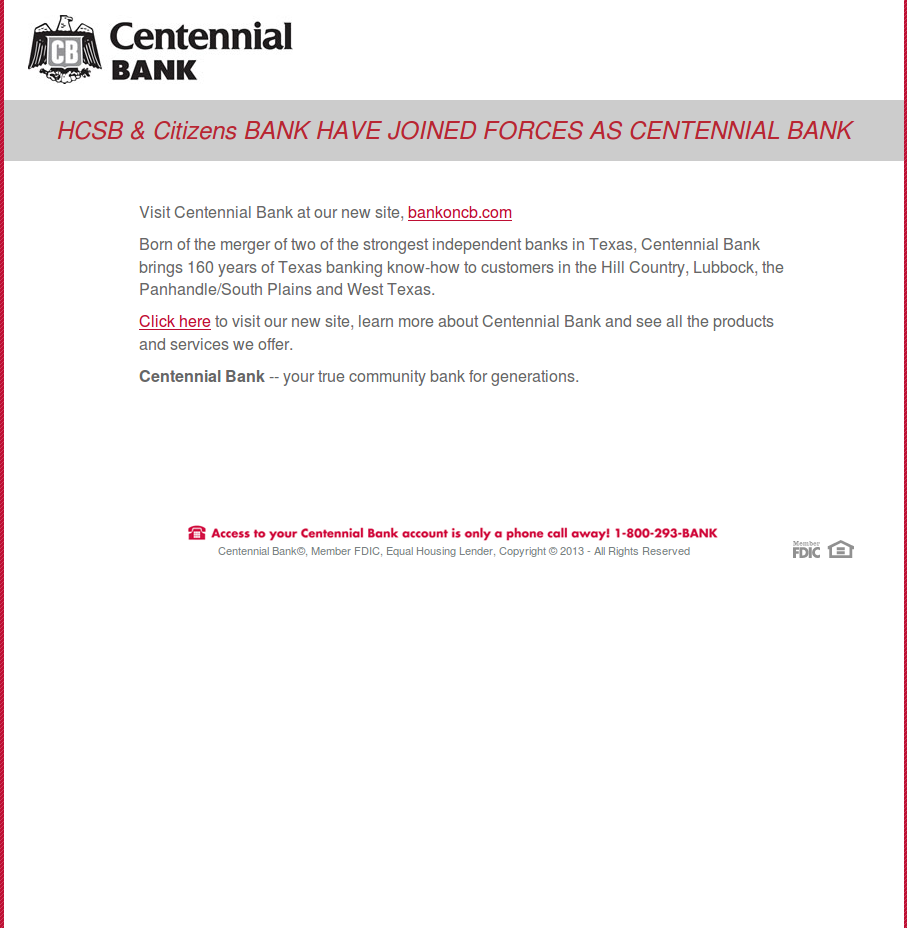 CB
Centennial
BANK
HCSB & Citizens BANK HAVE JOINED FORCES AS CENTENNIAL BANK
Visit Centennial Bank at our new site, bankoncb.com
Born of the merger of two of the strongest independent banks in Texas, Centennial Bank
brings 160 years of Texas banking know-how to customers in the Hill Country, Lubbock, the
Panhandle/South Plains and West Texas.
Click here to visit our new site, learn more about Centennial Bank and see all the products
and services we offer.
Centennial Bank -- your true community bank for generations.
Access to your Centennial Bank account is only a phone call away! 1-800-293-BANK
Centennial Bank©, Member FDIC, Equal Housing Lender, Copyright © 2013 - All Rights Reserved
Member
FDIC